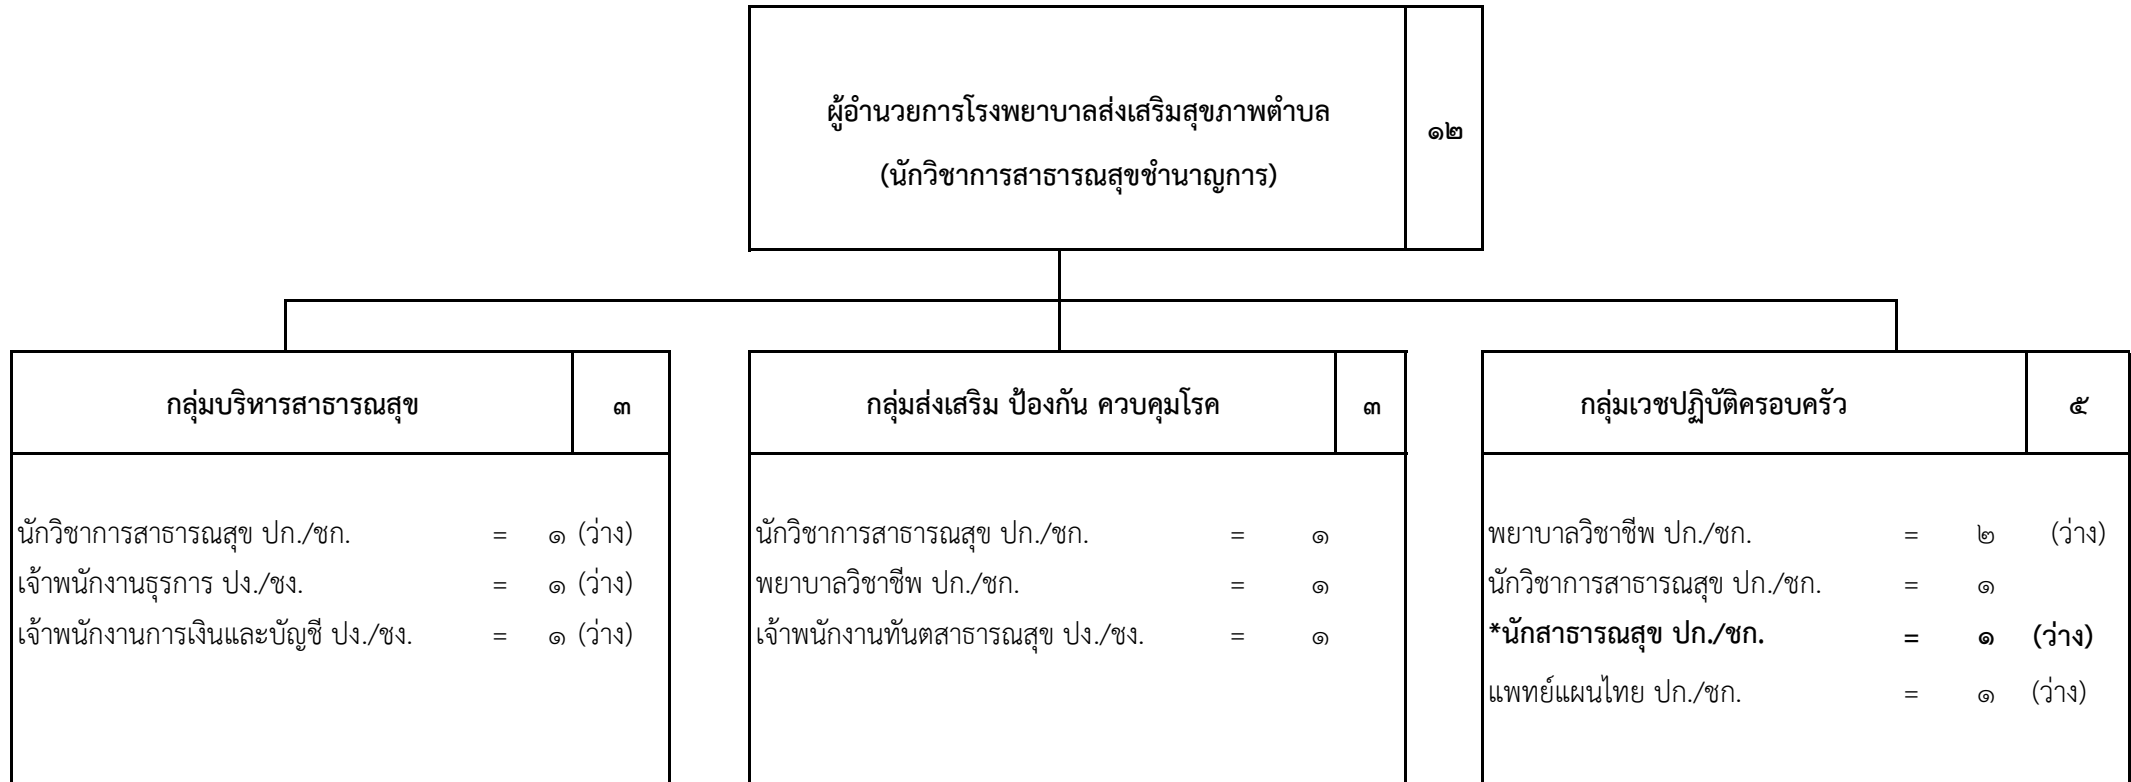 ผู้อำนวยการโรงพยาบาลส่งเสริมสุขภาพตำบล
(นักวิชาการสาธารณสุขชำนาญการ)
๑๒
กลุ่มบริหารสาธารณสุข ๓
นักวิชาการสาธารณสุข ปก./ชก. = ๑ (ว่าง)
เจ้าพนักงานธุรการ ปง./ชง. = ๑ (ว่าง)
เจ้าพนักงานการเงินและบัญชี ปง./ชง. = ๑ (ว่าง)
กลุ่มส่งเสริม ป้องกัน ควบคุมโรค ๓
นักวิชาการสาธารณสุข ปก./ชก. = ๑
พยาบาลวิชาชีพ ปก./ชก. = ๑
เจ้าพนักงานทันตสาธารณสุข ปง./ชง. = ๑
กลุ่มเวชปฏิบัติครอบครัว ๕
พยาบาลวิชาชีพ ปก./ชก. = ๒ (ว่าง)
นักวิชาการสาธารณสุข ปก./ชก. = ๑
*นักสาธารณสุข ปก./ชก. = ๑ (ว่าง)
แพทย์แผนไทย ปก./ชก. = ๑ (ว่าง)